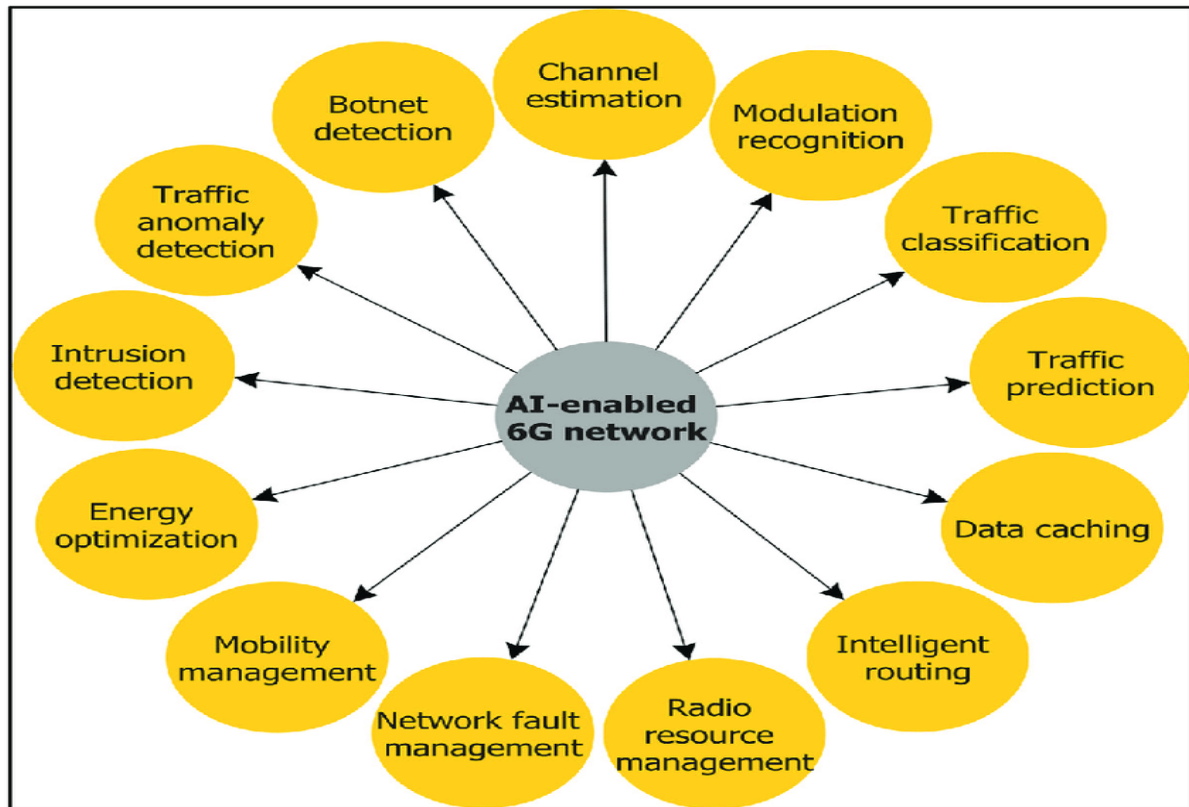 Channel
estimation
Modulation
recognition
Traffic
classification
Traffic
prediction
Data caching
Intelligent
routing
Radio
resource
management
Network fault
management
Mobility
management
Energy
optimization
Intrusion
detection
Traffic
anomaly
detection
Botnet
detection
AI-enabled
6G network